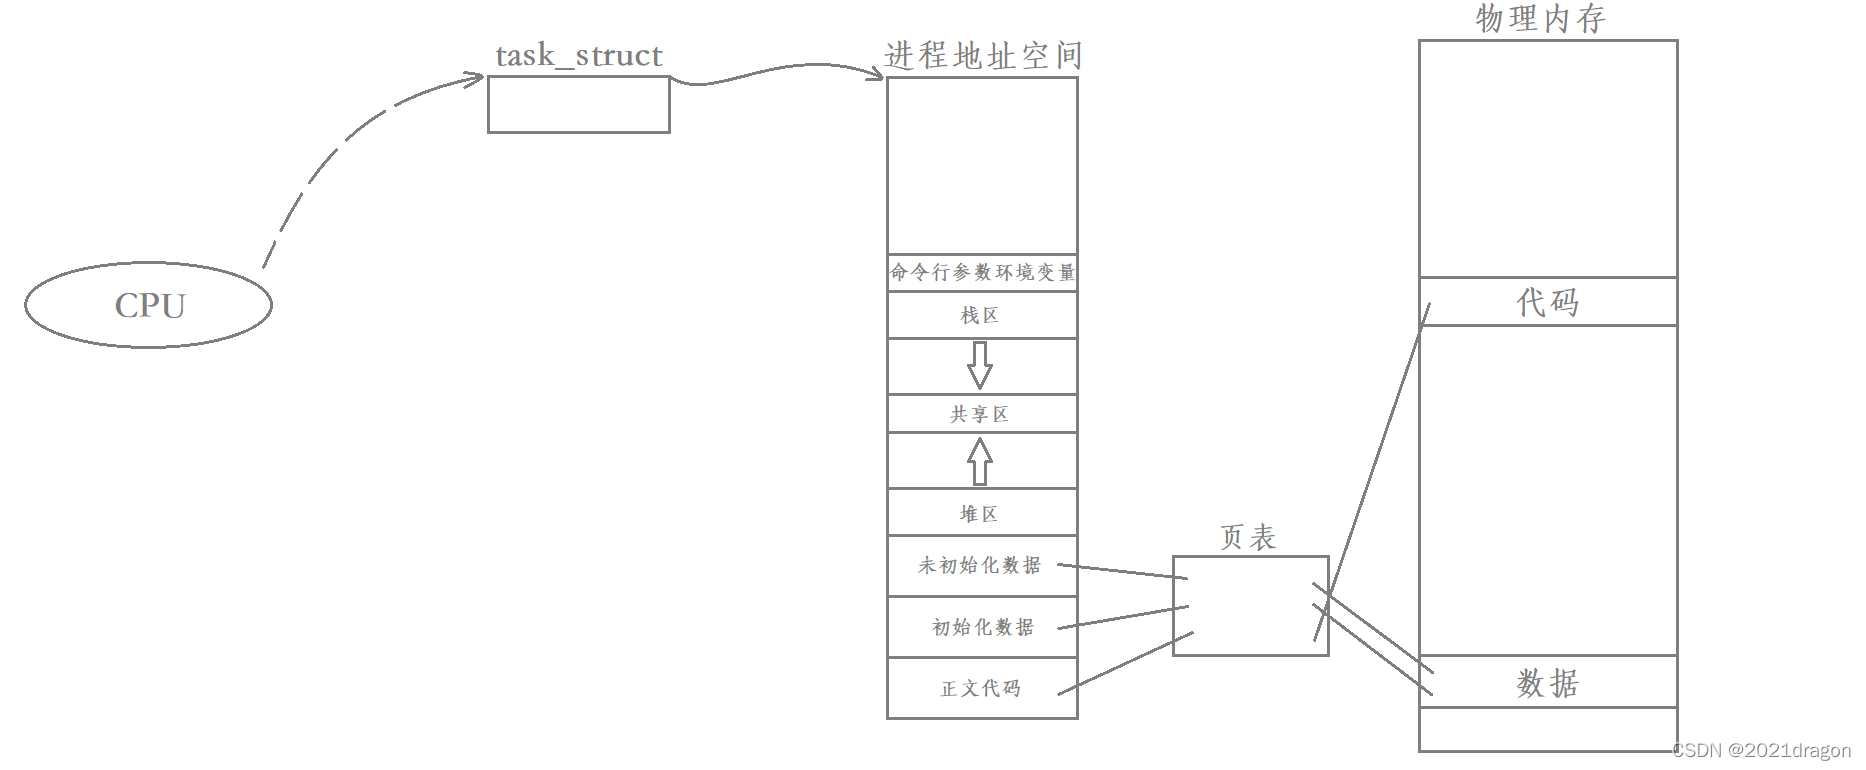 物理内存
task_struct
进程地址空间
命令行参数环境变量
CPU
栈区
代码
共享区
堆区
页表
未初始化数据
初始化数据
正文代码
数据
CSDN @2021dragon